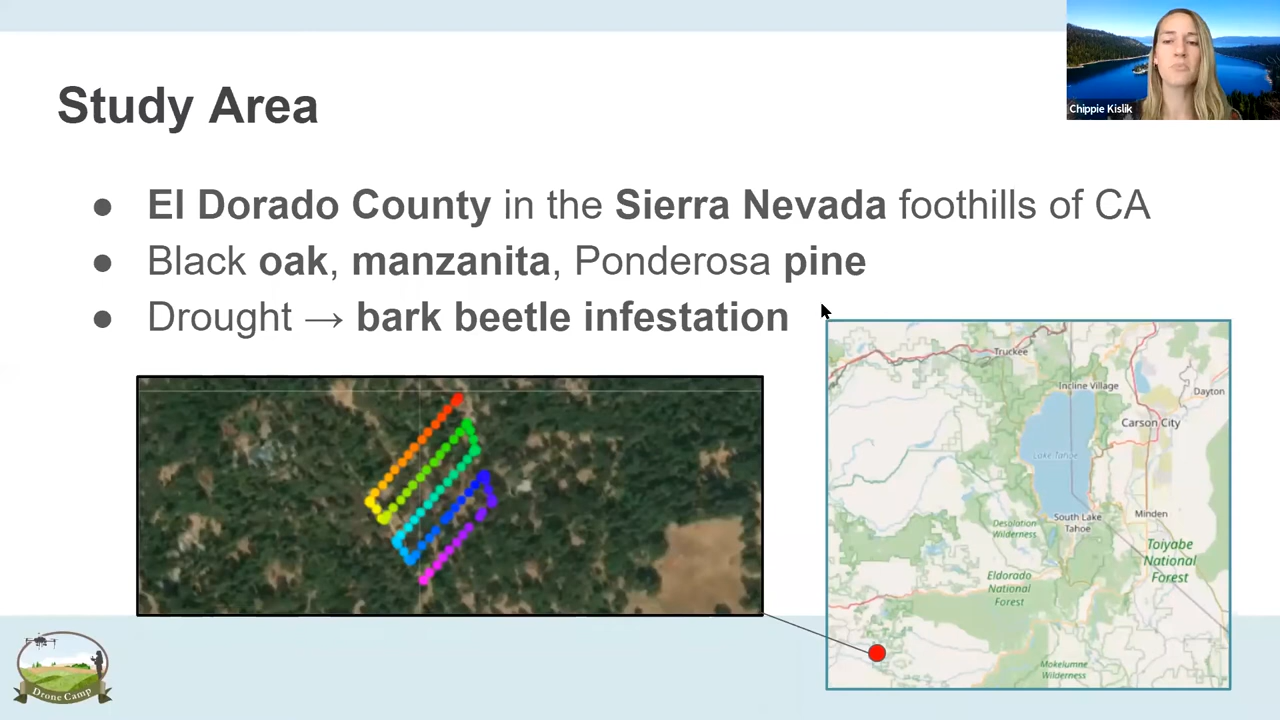 Chippie Kislik
Study Area
● El Dorado County in the Sierra Nevada foothills of CA
● Black oak, manzanita, Ponderosa pine
● Drought → bark beetle infestation
Truckee
Incline Village
Dayton
Carson City
Lake Tahoe
South Lake
Tahoe
Minden
Desolation
Wilderness
Toiyabe
National
Forest
Eldorado
National
Forest
Mokelumne
Wilderness
Drone Camp